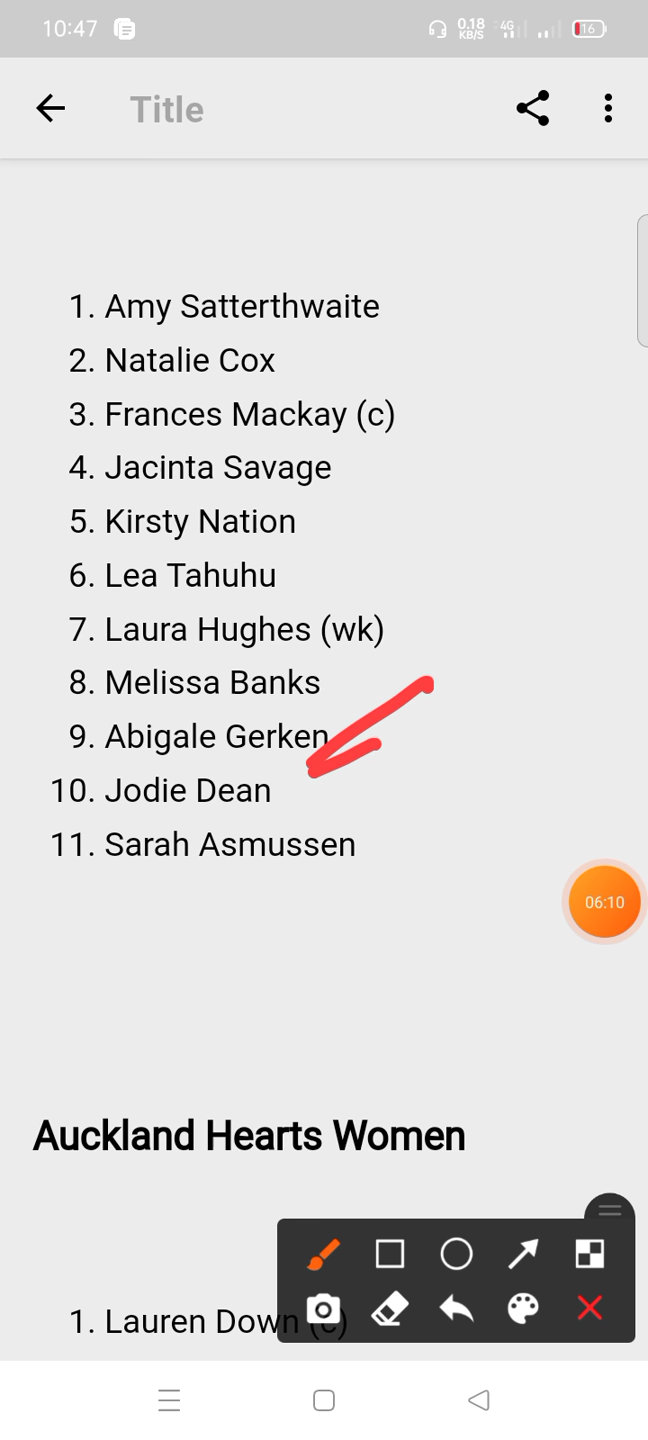 10:47 0.18 KB/S 4G 16
Title
1. Amy Satterthwaite
2. Natalie Cox
3. Frances Mackay (c)
4. Jacinta Savage
5. Kirsty Nation
6. Lea Tahuhu
7. Laura Hughes (wk)
8. Melissa Banks
9. Abigale Gerken
10. Jodie Dean
11. Sarah Asmussen
06:10
Auckland Hearts Women
1. Lauren Down (c)